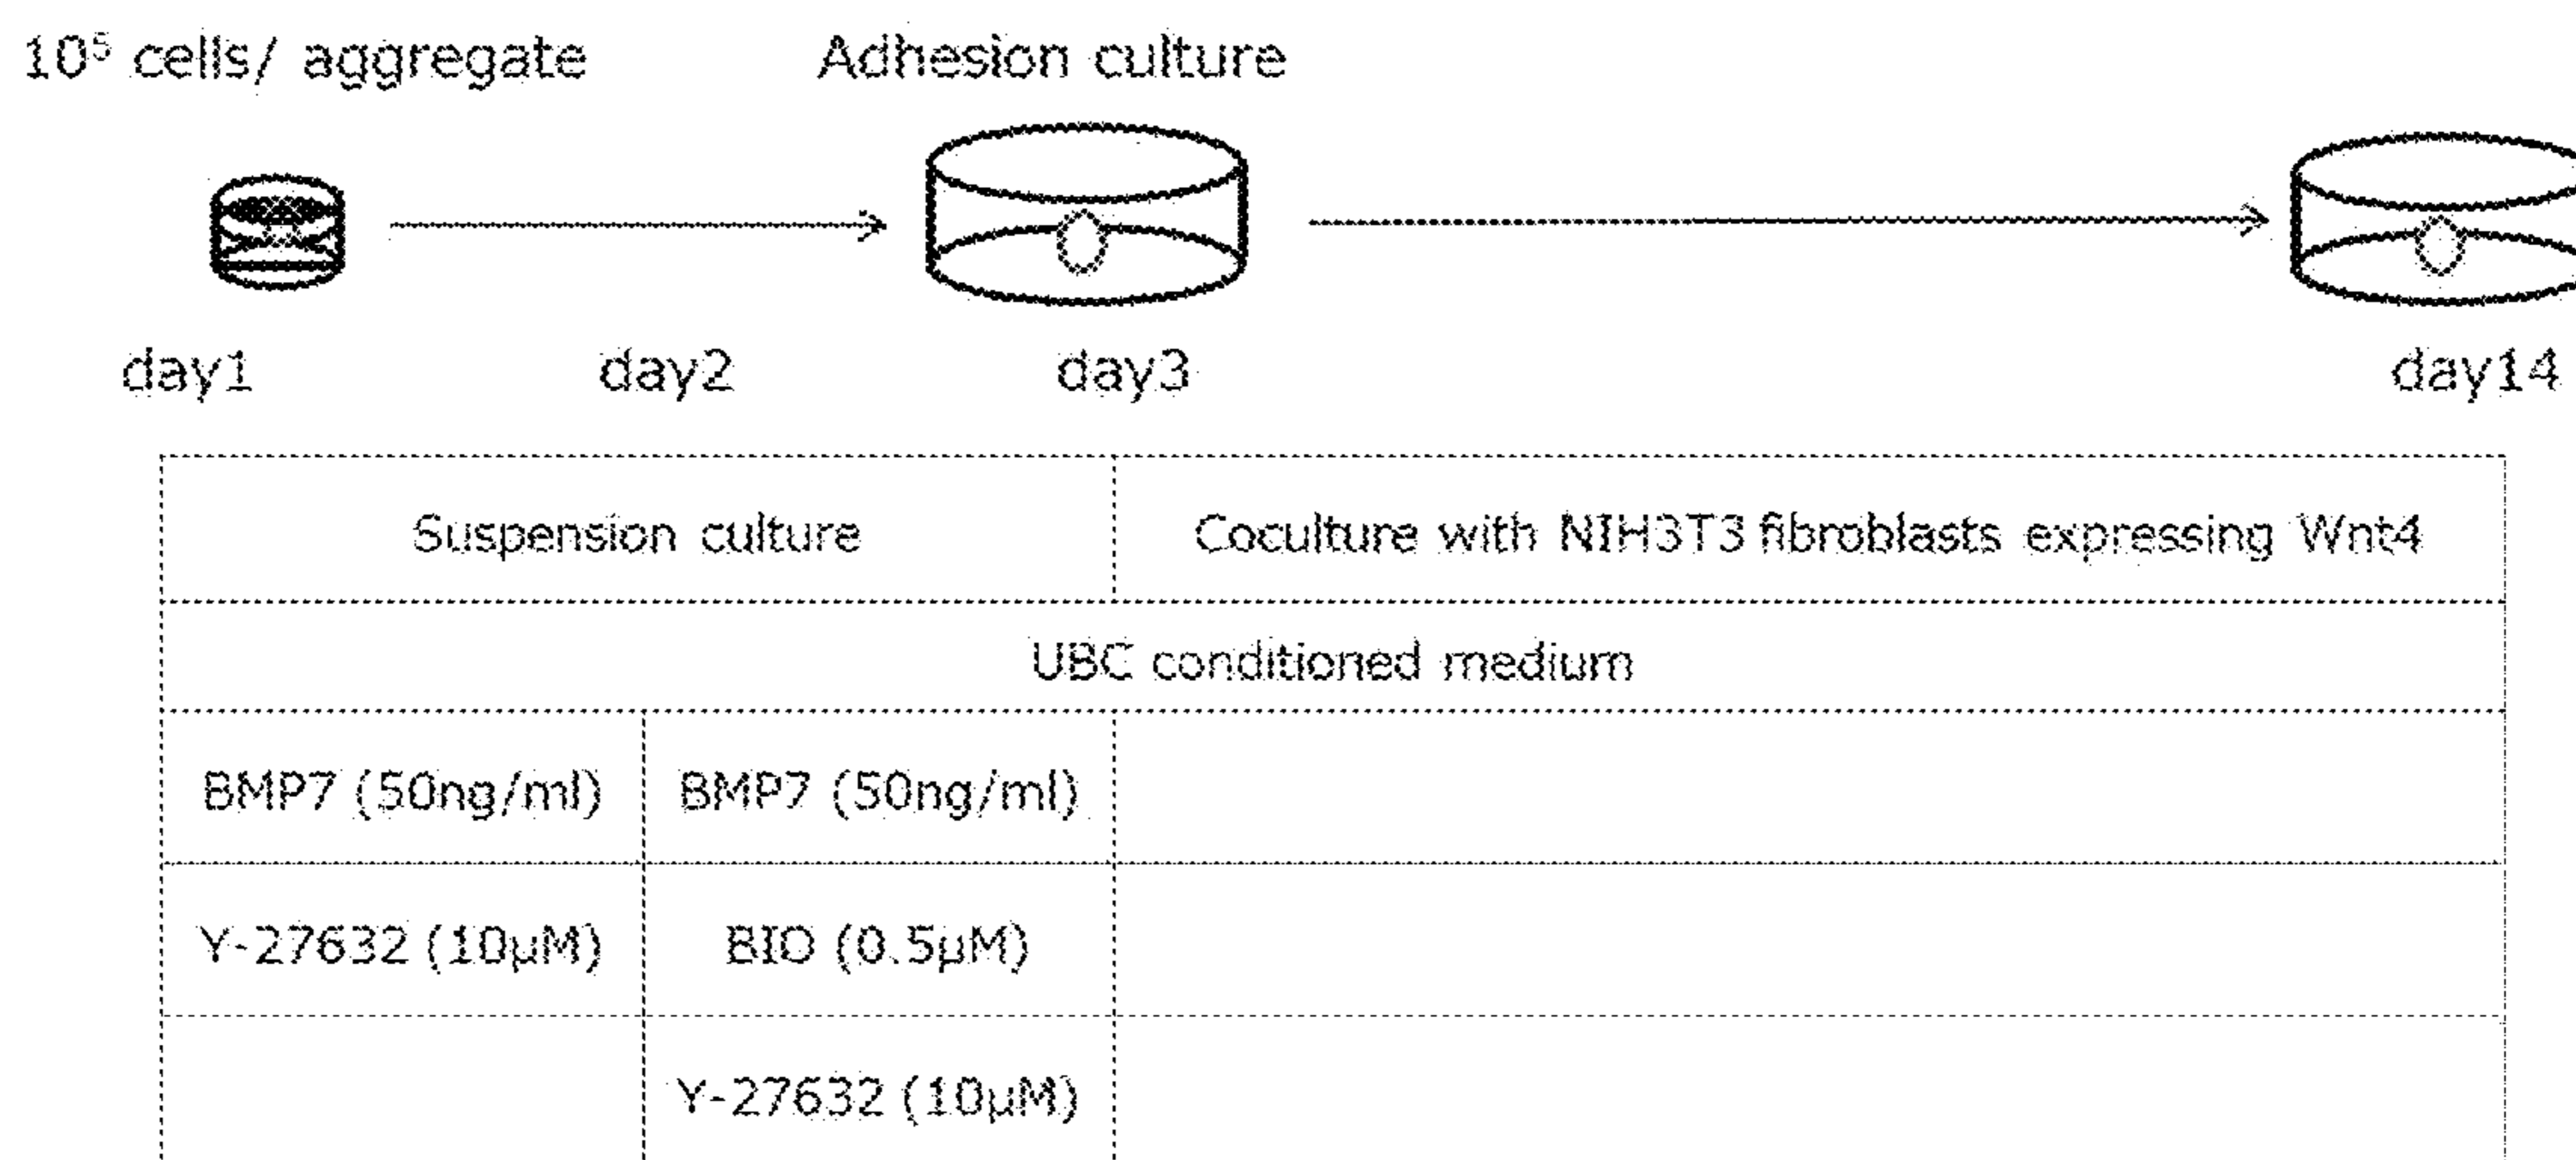 10⁵ cells/ aggregate
Adhesion culture
day1
day2
day3
day14
Suspension culture
Coculture with NIH3T3 fibroblasts expressing Wnt4
UBC conditioned medium
BMP7 (50ng/ml)
BMP7 (50ng/ml)
Y-27632 (10µM)
BIO (0.5µM)
Y-27632 (10µM)